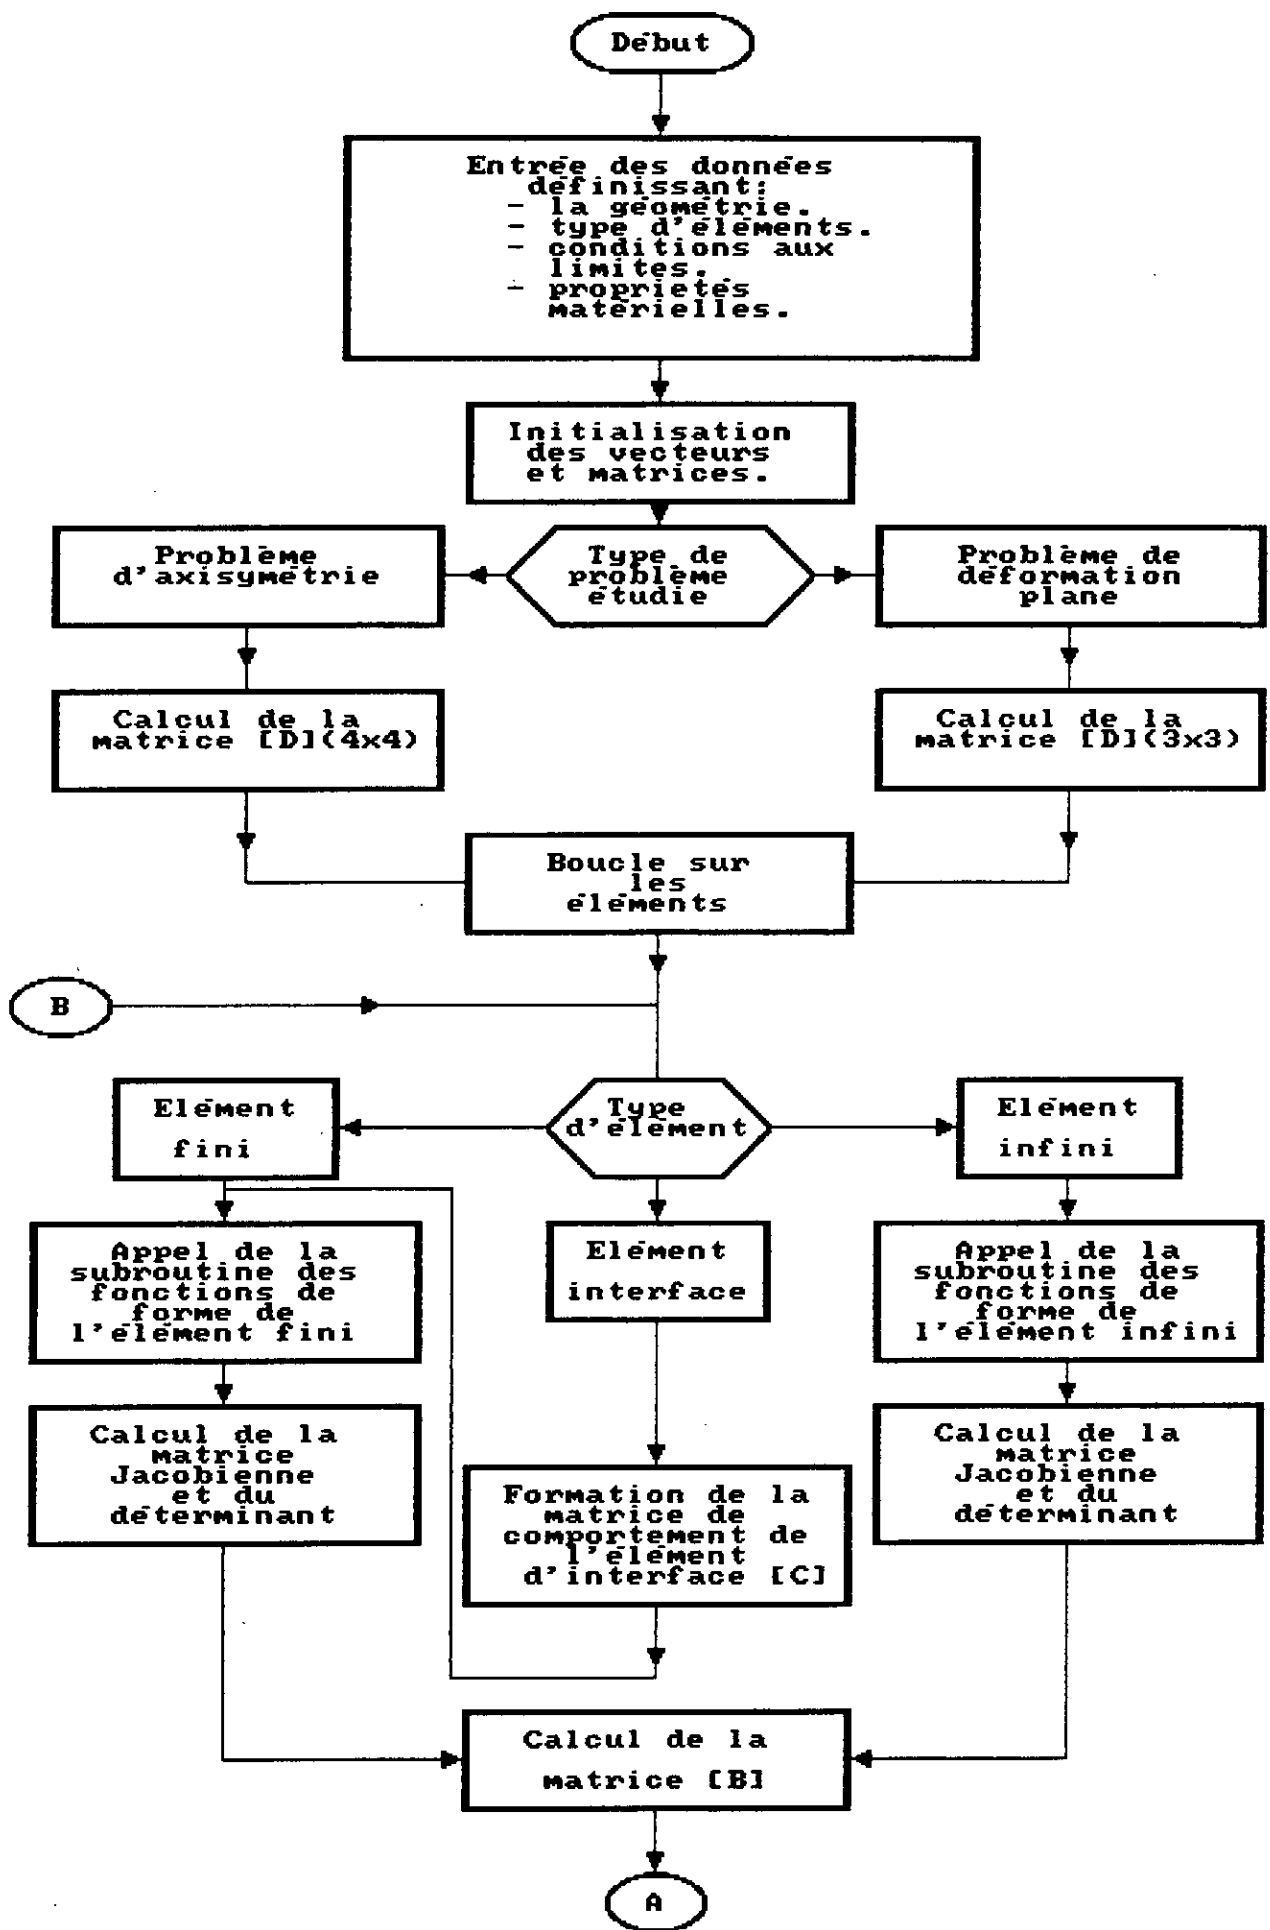 Début
Entrée des données
définissant:
- la géométrie.
- type d'éléments.
- conditions aux
limites.
- propriétés
matérielles.
Initialisation
des vecteurs
et matrices.
Problème
d'axisymétrie
Type de
problème
étudié
Problème de
déformation
plane
Calcul de la
matrice [D](4x4)
Calcul de la
matrice [D](3x3)
Boucle sur
les
éléments
B
Elément
fini
Type
d'élément
Elément
infini
Appel de la
subroutine des
fonctions de
forme de
l'élément fini
Elément
interface
Appel de la
subroutine des
fonctions de
forme de
l'élément infini
Calcul de la
matrice
Jacobienne
et du
déterminant
Formation de la
matrice de
comportement de
l'élément
d'interface [C]
Calcul de la
matrice
Jacobienne
et du
déterminant
Calcul de la
matrice [B]
A